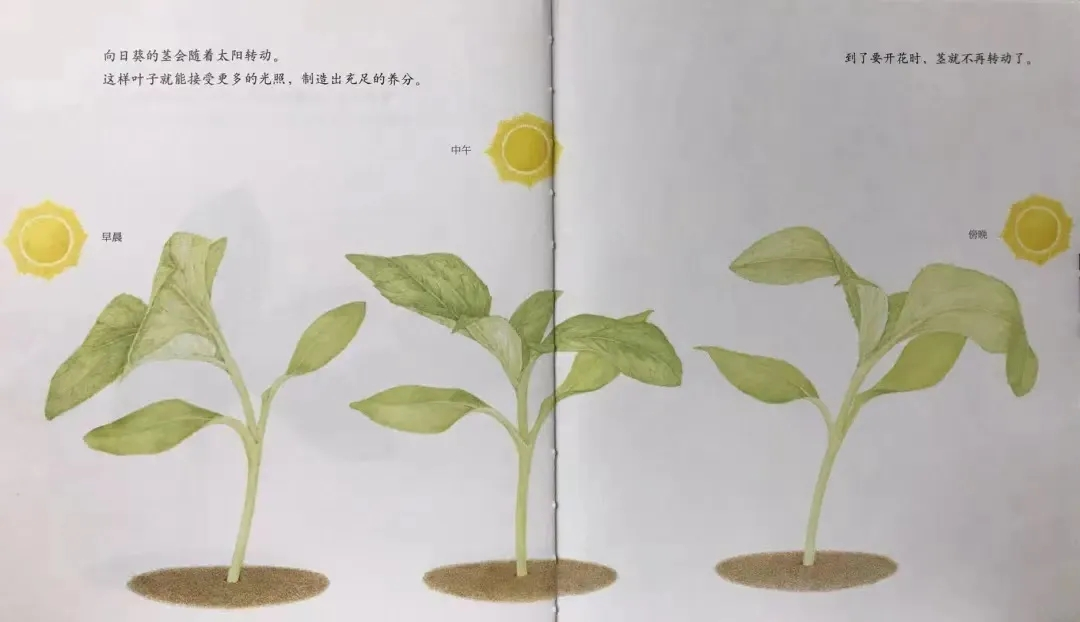 向日葵的茎会随着太阳转动。
这样叶子就能接受更多的光照，制造出充足的养分。
到了要开花时、茎就不再转动了。
中午
早晨
傍晚